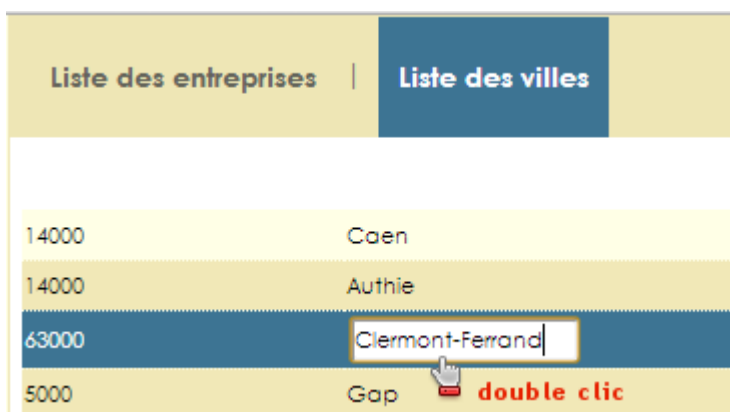 Liste des entreprises | Liste des villes
14000 Caen
14000 Authie
63000 Clermont-Ferrand
5000 Gap double clic